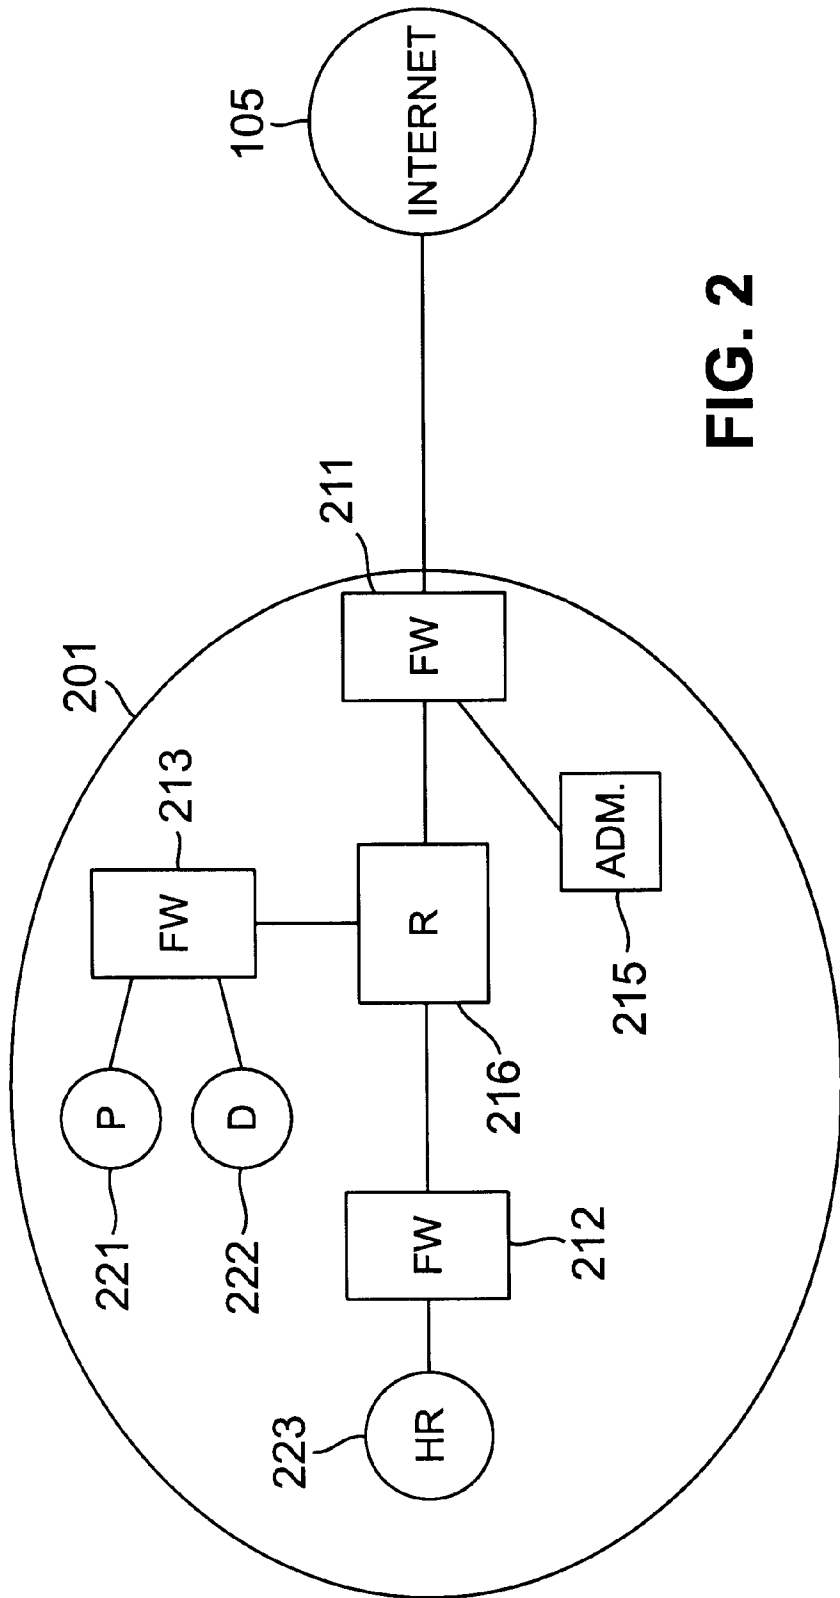 201
221
P
222
D
FW
213
223
HR
FW
212
R
216
FW
211
ADM.
215
105
INTERNET
FIG. 2